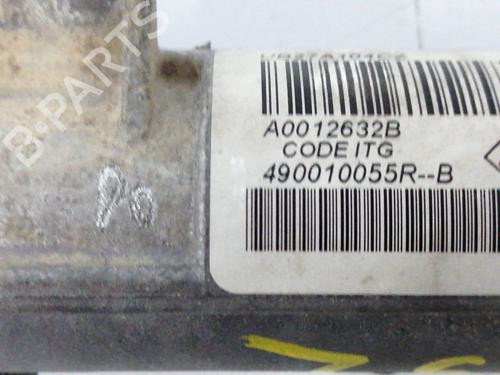 B-PARTS
A0012632B
CODE ITG
490010055R--B